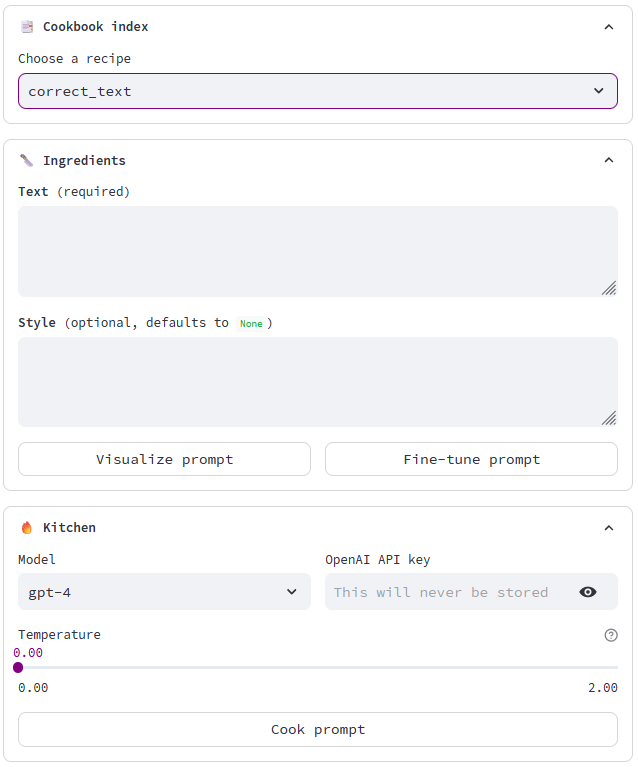 Cookbook index
Choose a recipe
correct_text
Ingredients
Text (required)
Style (optional, defaults to None)
Visualize prompt
Fine-tune prompt
Kitchen
Model
OpenAI API key
gpt-4
This will never be stored
Temperature
0.00
0.00
2.00
Cook prompt